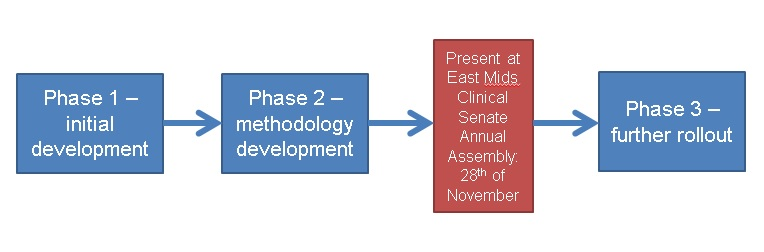 Phase 1 –
initial
development
Phase 2 –
methodology
development
Present at
East Mids
Clinical
Senate
Annual
Assembly:
28th of
November
Phase 3 –
further rollout